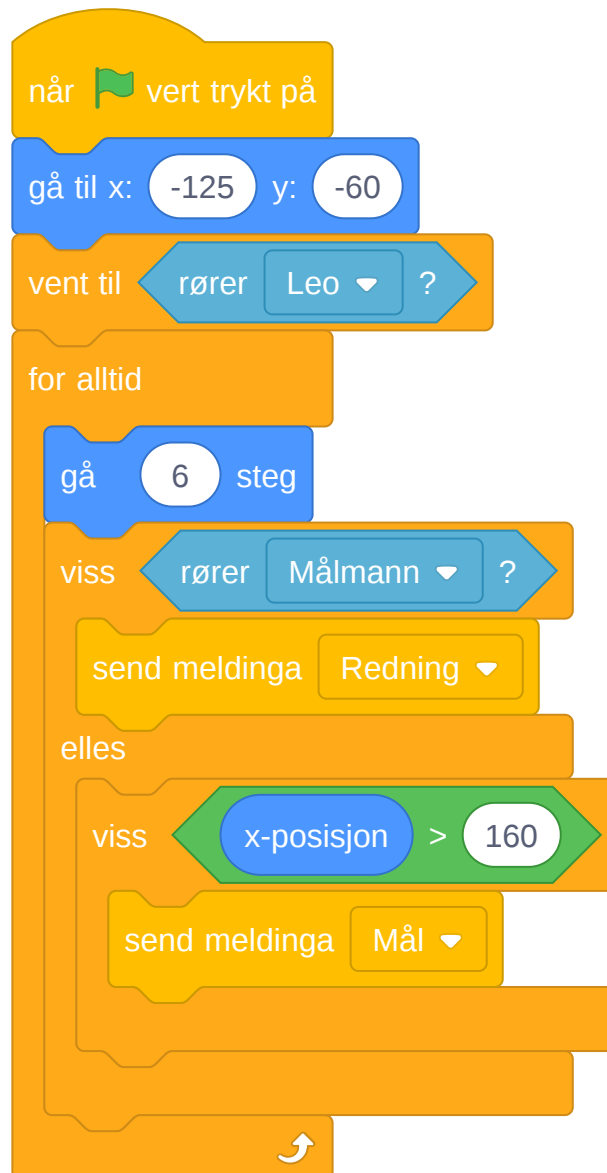 når vert trykt på
gå til x: -125 y: -60
vent til rører Leo ?
for alltid
gå 6 steg
viss rører Målmann ?
send meldinga Redning
elles
viss x-posisjon > 160
send meldinga Mål